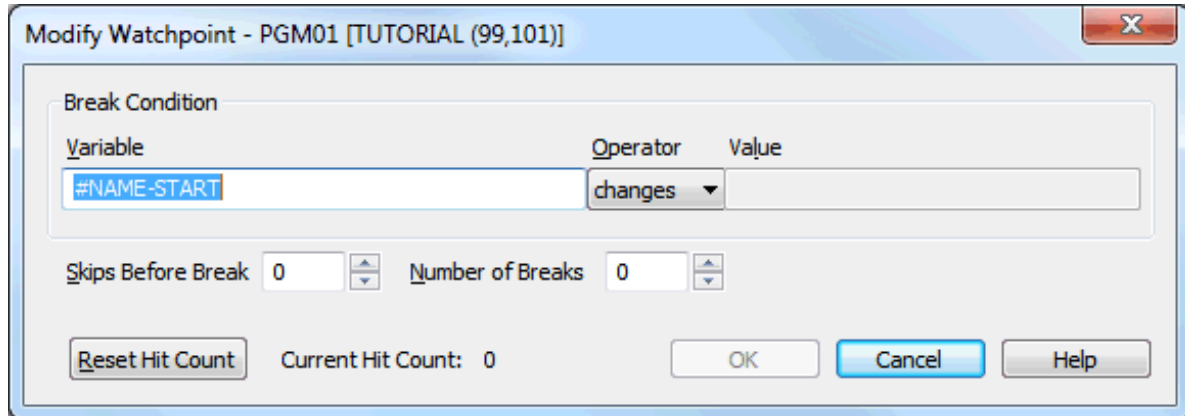 Modify Watchpoint - PGM01 [TUTORIAL (99,101)]
Break Condition
Variable Operator Value
#NAME-START changes
Skips Before Break 0 Number of Breaks 0
Reset Hit Count Current Hit Count: 0 OK Cancel Help